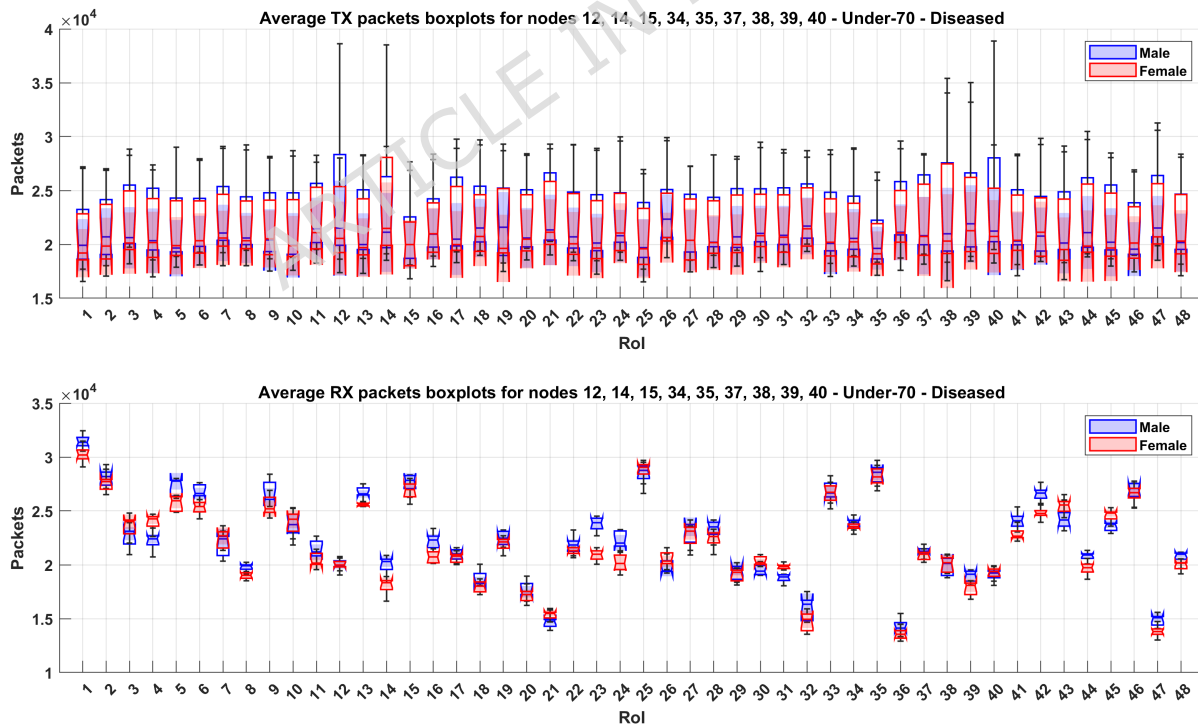 Average TX packets boxplots for nodes 12, 14, 15, 34, 35, 37, 38, 39, 40 - Under-70 - Diseased
×10⁴
4
3.5
3
2.5
2
1.5
Packets
Male
Female
ARTICLE IN
1 2 3 4 5 6 7 8 9 10 11 12 13 14 15 16 17 18 19 20 21 22 23 24 25 26 27 28 29 30 31 32 33 34 35 36 37 38 39 40 41 42 43 44 45 46 47 48
RoI
Average RX packets boxplots for nodes 12, 14, 15, 34, 35, 37, 38, 39, 40 - Under-70 - Diseased
×10⁴
3.5
3
2.5
2
1.5
1
Packets
Male
Female
1 2 3 4 5 6 7 8 9 10 11 12 13 14 15 16 17 18 19 20 21 22 23 24 25 26 27 28 29 30 31 32 33 34 35 36 37 38 39 40 41 42 43 44 45 46 47 48
RoI